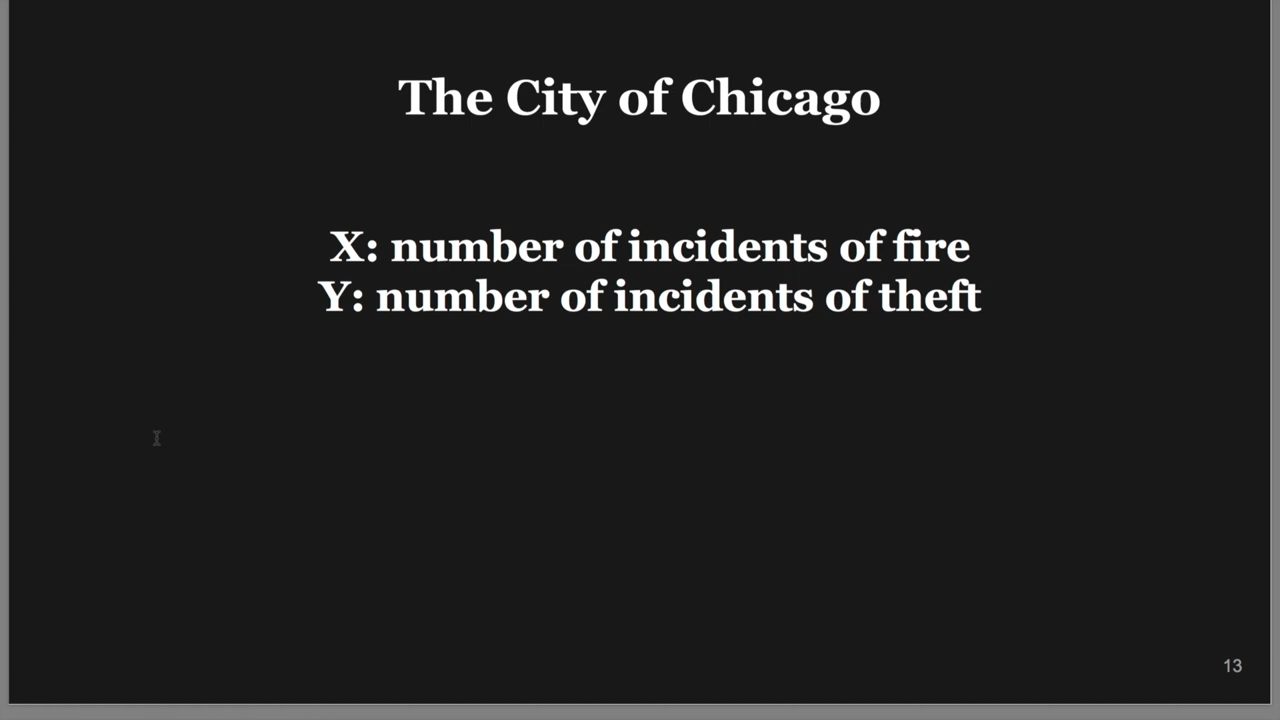 The City of Chicago
X: number of incidents of fire
Y: number of incidents of theft
13